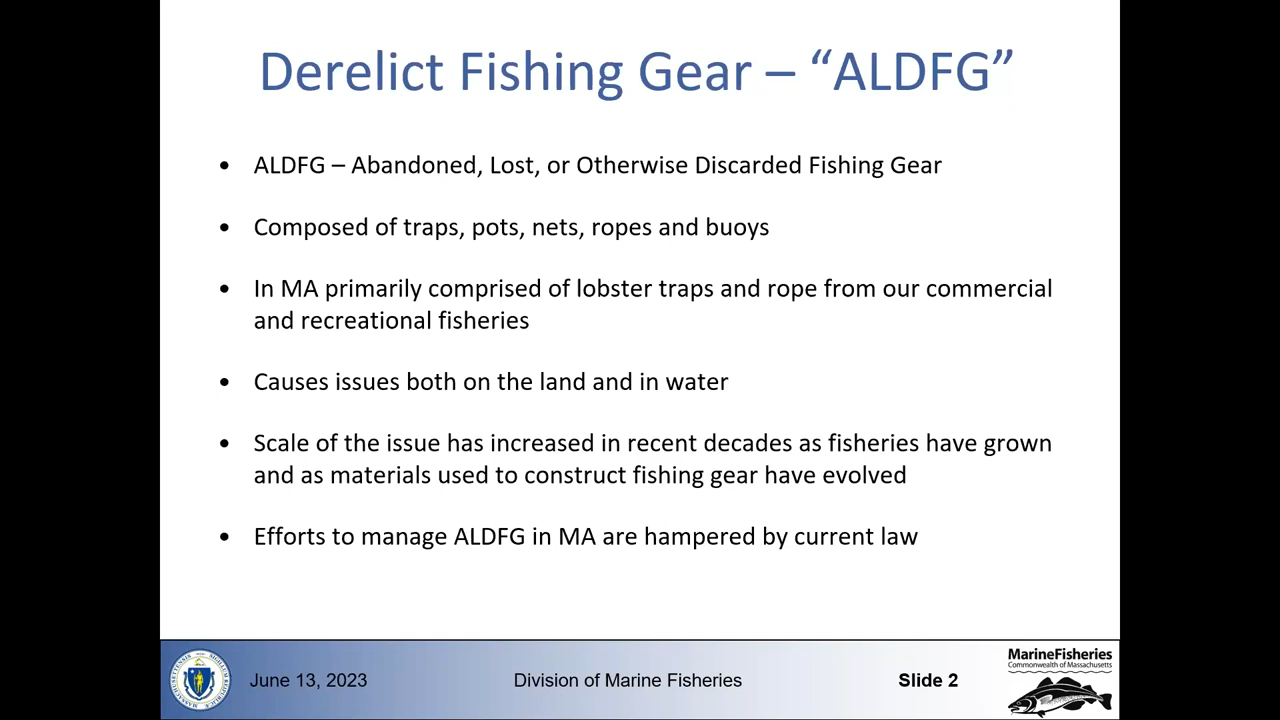 Derelict Fishing Gear – “ALDFG”
• ALDFG – Abandoned, Lost, or Otherwise Discarded Fishing Gear
• Composed of traps, pots, nets, ropes and buoys
• In MA primarily comprised of lobster traps and rope from our commercial
and recreational fisheries
• Causes issues both on the land and in water
• Scale of the issue has increased in recent decades as fisheries have grown
and as materials used to construct fishing gear have evolved
• Efforts to manage ALDFG in MA are hampered by current law
June 13, 2023
Division of Marine Fisheries
Slide 2
MarineFisheries
Commonwealth of Massachusetts